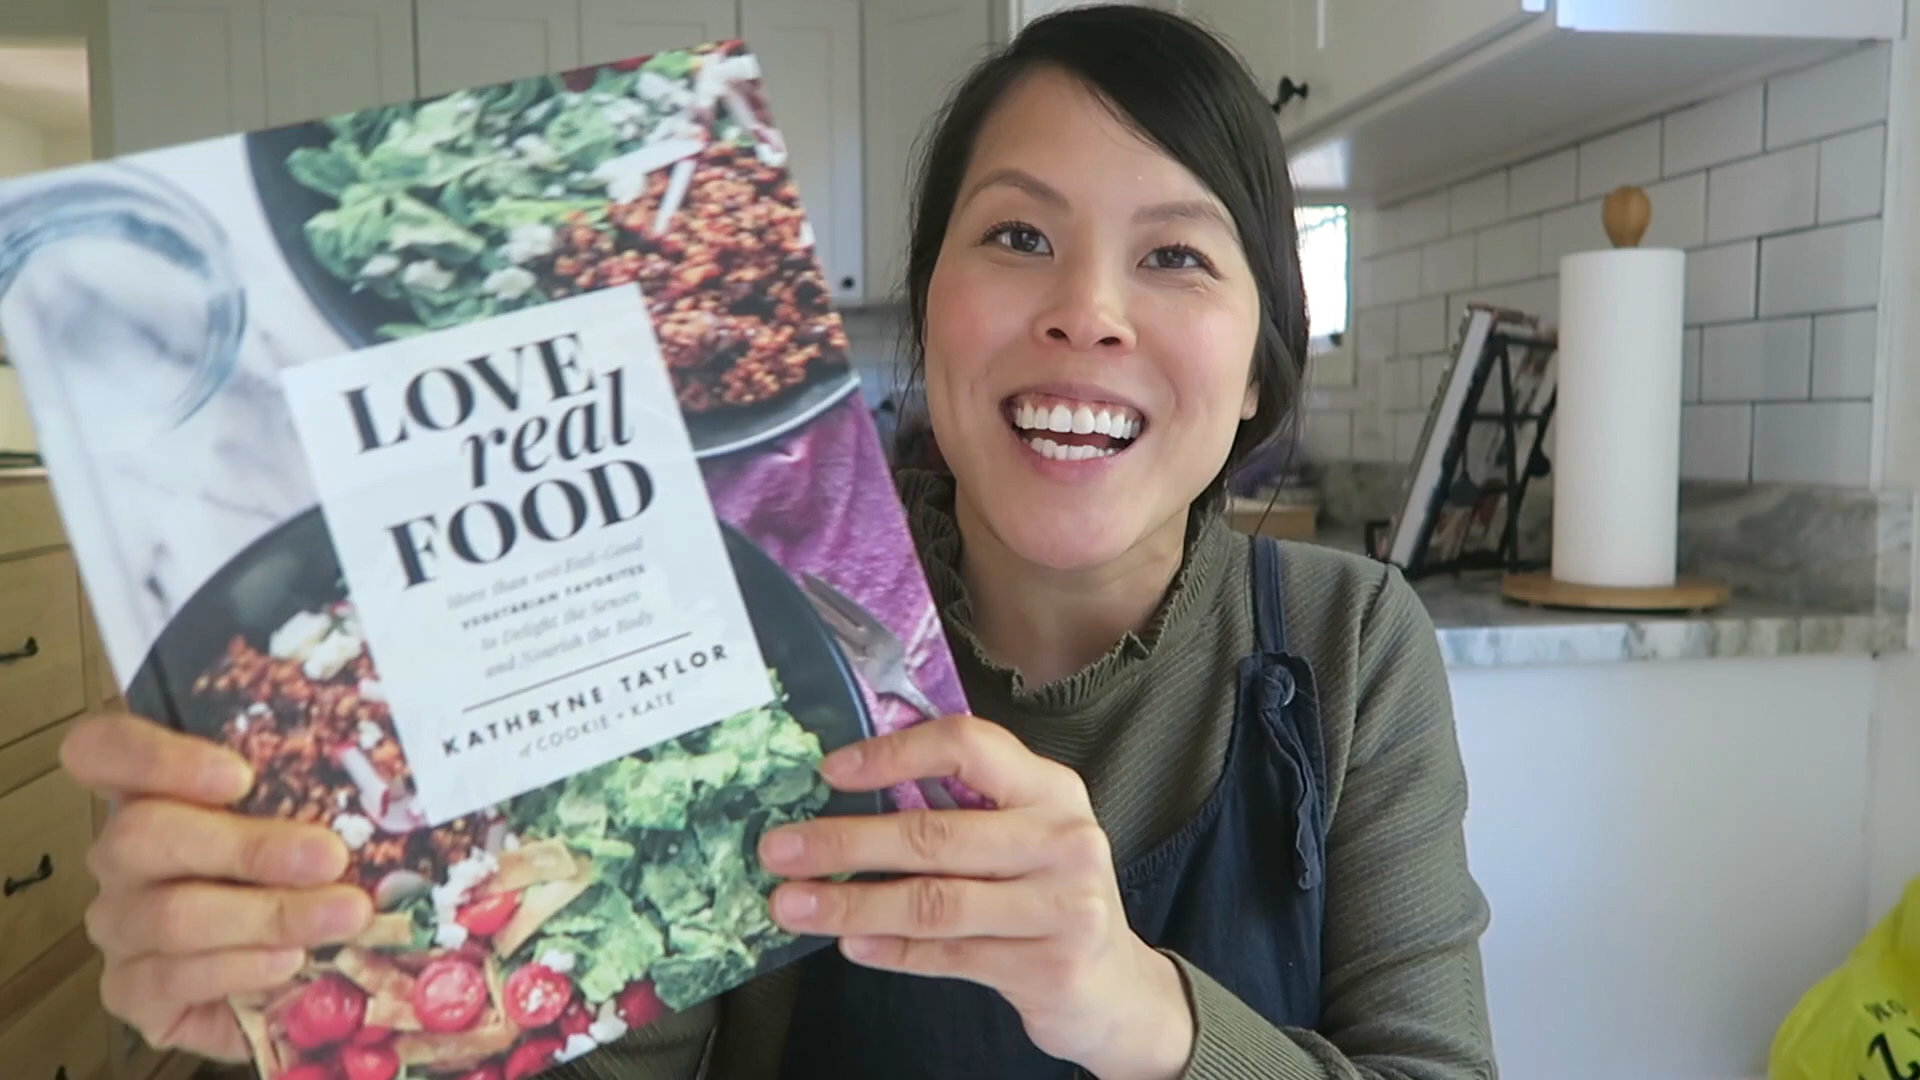 LOVE
real
FOOD
More than 100 Feel-Good
VEGETARIAN FAVORITES
to Delight the Senses
and Nourish the Body
KATHRYNE TAYLOR
of COOKIE + KATE